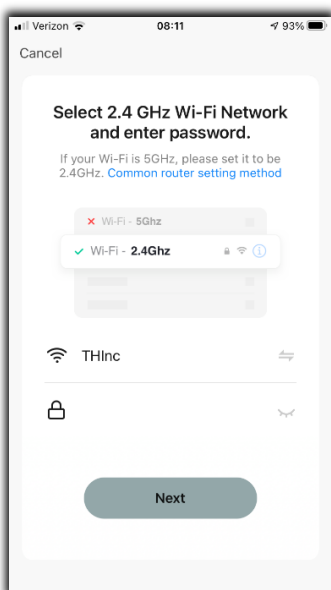 Verizon 08:11 93%
Cancel
Select 2.4 GHz Wi-Fi Network
and enter password.
If your Wi-Fi is 5GHz, please set it to be
2.4GHz. Common router setting method
Wi-Fi - 5Ghz
Wi-Fi - 2.4Ghz
THInc
Next